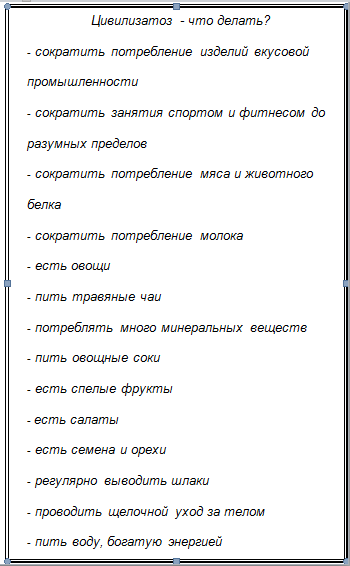 Цивилизатоз - что делать?
- сократить потребление изделий вкусовой
промышленности
- сократить занятия спортом и фитнесом до
разумных пределов
- сократить потребление мяса и животного
белка
- сократить потребление молока
- есть овощи
- пить травяные чаи
- потреблять много минеральных веществ
- пить овощные соки
- есть спелые фрукты
- есть салаты
- есть семена и орехи
- регулярно выводить шлаки
- проводить щелочной уход за телом
- пить воду, богатую энергией